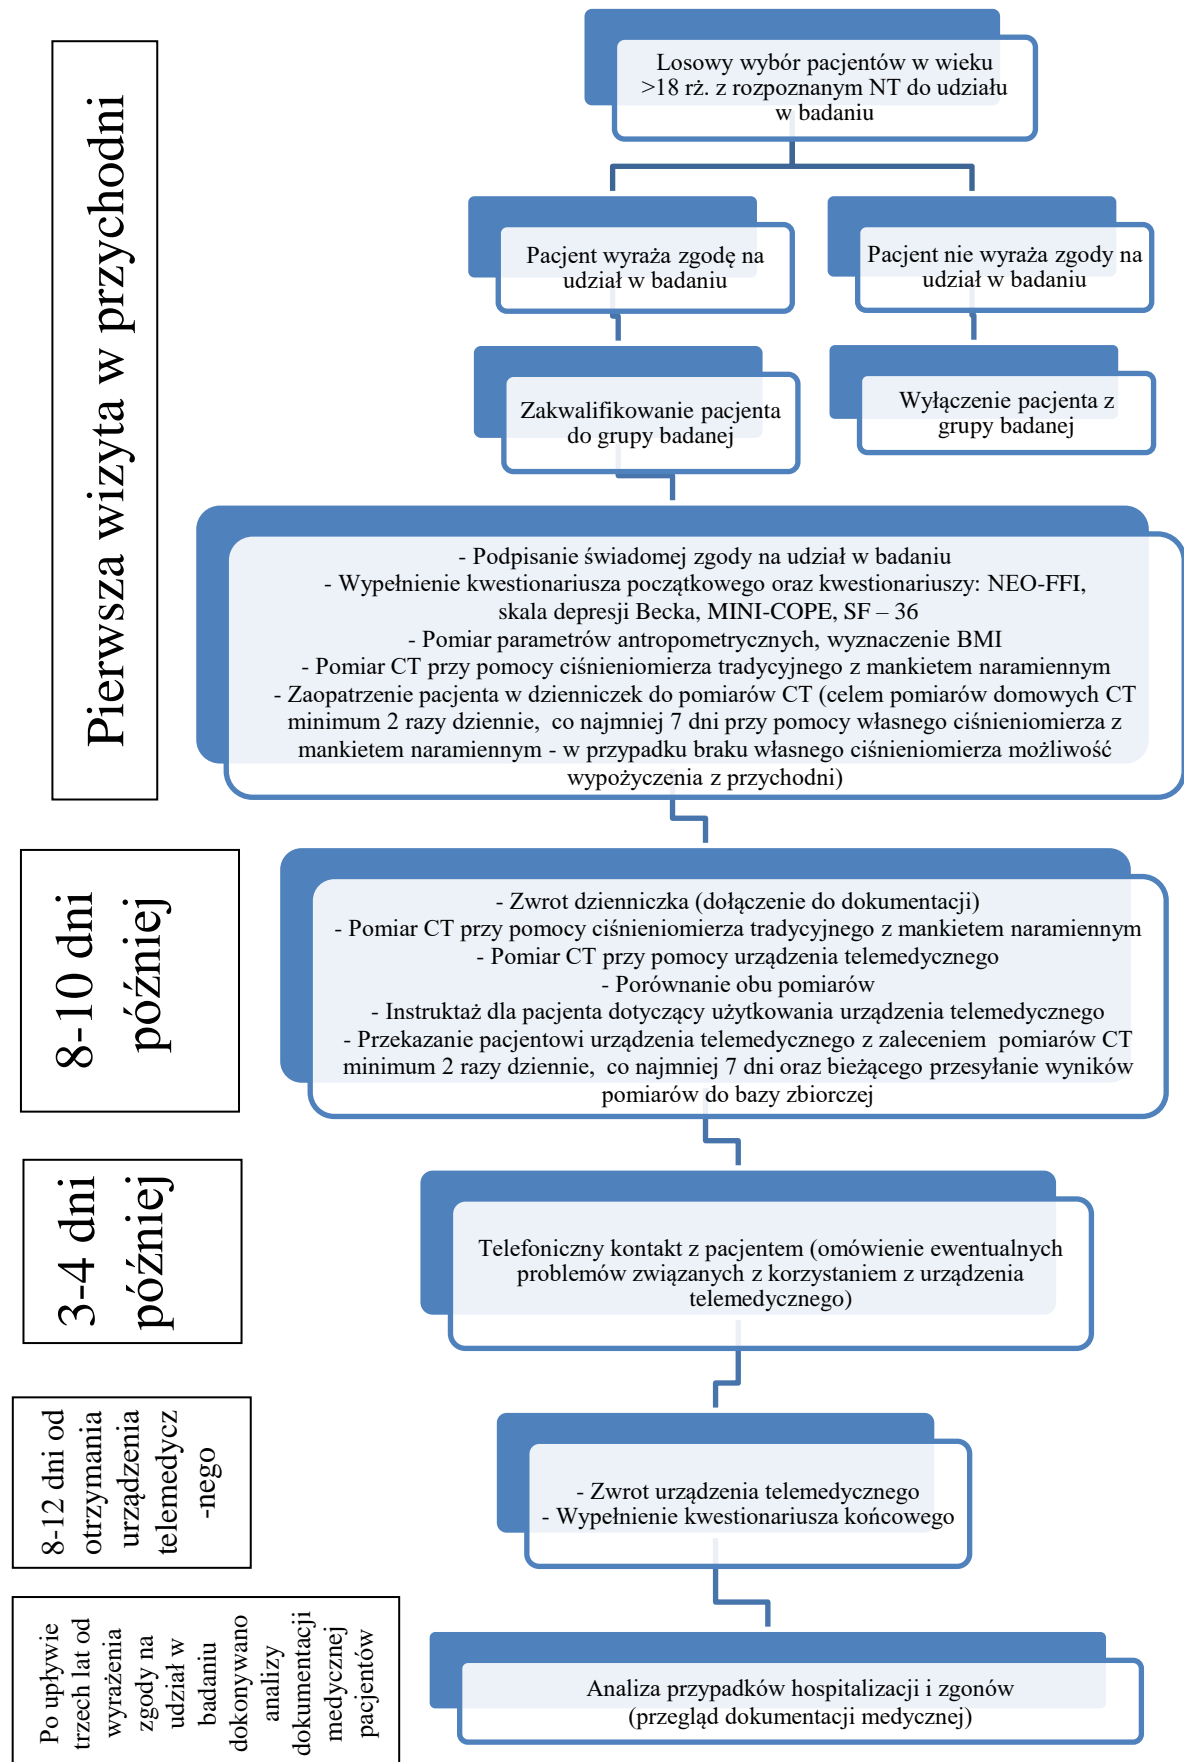 Pierwsza wizyta w przychodni
Losowy wybór pacjentów w wieku
>18 rż. z rozpoznanym NT do udziału
w badaniu
Pacjent wyraża zgodę na
udział w badaniu
Pacjent nie wyraża zgody na
udział w badaniu
Zakwalifikowanie pacjenta
do grupy badanej
Wyłączenie pacjenta z
grupy badanej
- Podpisanie świadomej zgody na udział w badaniu
- Wypełnienie kwestionariusza początkowego oraz kwestionariuszy: NEO-FFI,
skala depresji Becka, MINI-COPE, SF – 36
- Pomiar parametrów antropometrycznych, wyznaczenie BMI
- Pomiar CT przy pomocy ciśnieniomierza tradycyjnego z mankietem naramiennym
- Zaopatrzenie pacjenta w dzienniczek do pomiarów CT (celem pomiarów domowych CT
minimum 2 razy dziennie, co najmniej 7 dni przy pomocy własnego ciśnieniomierza z
mankietem naramiennym - w przypadku braku własnego ciśnieniomierza możliwość
wypożyczenia z przychodni)
8-10 dni
później
- Zwrot dzienniczka (dołączenie do dokumentacji)
- Pomiar CT przy pomocy ciśnieniomierza tradycyjnego z mankietem naramiennym
- Pomiar CT przy pomocy urządzenia telemedycznego
- Porównanie obu pomiarów
- Instruktaż dla pacjenta dotyczący użytkowania urządzenia telemedycznego
- Przekazanie pacjentowi urządzenia telemedycznego z zaleceniem pomiarów CT
minimum 2 razy dziennie, co najmniej 7 dni oraz bieżącego przesyłanie wyników
pomiarów do bazy zbiorczej
3-4 dni
później
Telefoniczny kontakt z pacjentem (omówienie ewentualnych
problemów związanych z korzystaniem z urządzenia
telemedycznego)
8-12 dni od
otrzymania
urządzenia
telemedycz
-nego
- Zwrot urządzenia telemedycznego
- Wypełnienie kwestionariusza końcowego
Po upływie
trzech lat od
wyrażenia
zgody na
udział w
badaniu
dokonywano
analizy
dokumentacji
medycznej
pacjentów
Analiza przypadków hospitalizacji i zgonów
(przegląd dokumentacji medycznej)